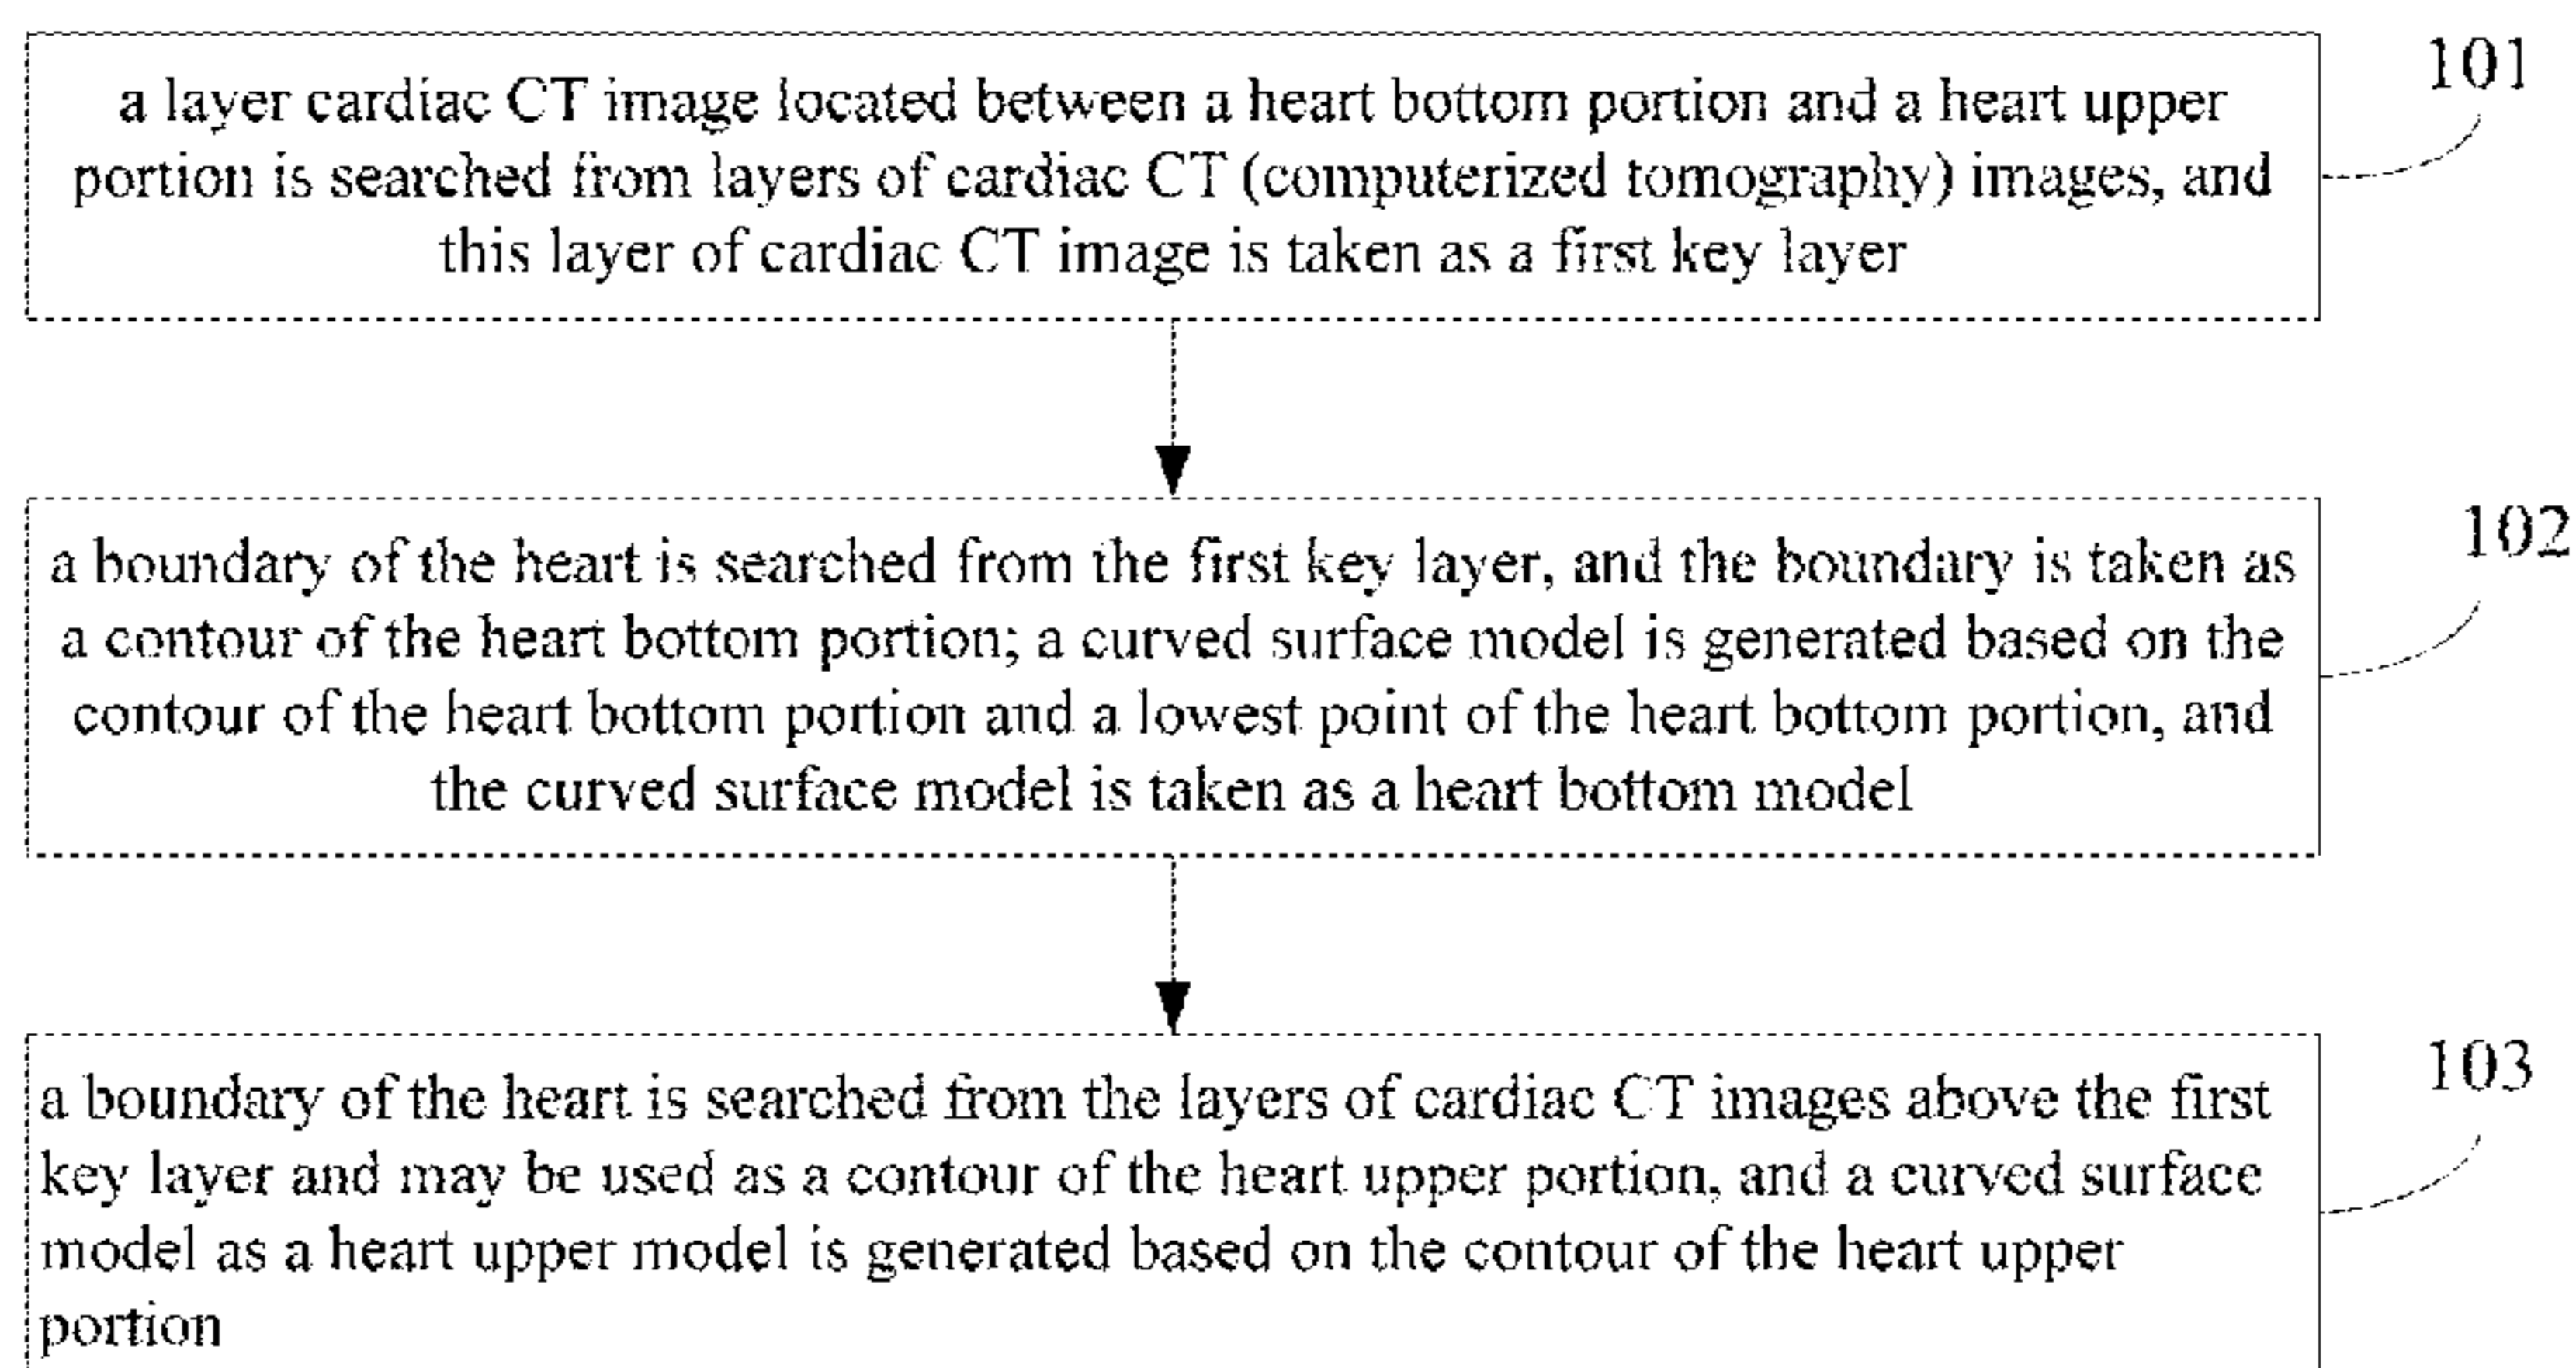 a layer cardiac CT image located between a heart bottom portion and a heart upper
portion is searched from layers of cardiac CT (computerized tomography) images, and
this layer of cardiac CT image is taken as a first key layer
101
a boundary of the heart is searched from the first key layer, and the boundary is taken as
a contour of the heart bottom portion; a curved surface model is generated based on the
contour of the heart bottom portion and a lowest point of the heart bottom portion, and
the curved surface model is taken as a heart bottom model
102
a boundary of the heart is searched from the layers of cardiac CT images above the first
key layer and may be used as a contour of the heart upper portion, and a curved surface
model as a heart upper model is generated based on the contour of the heart upper
portion
103